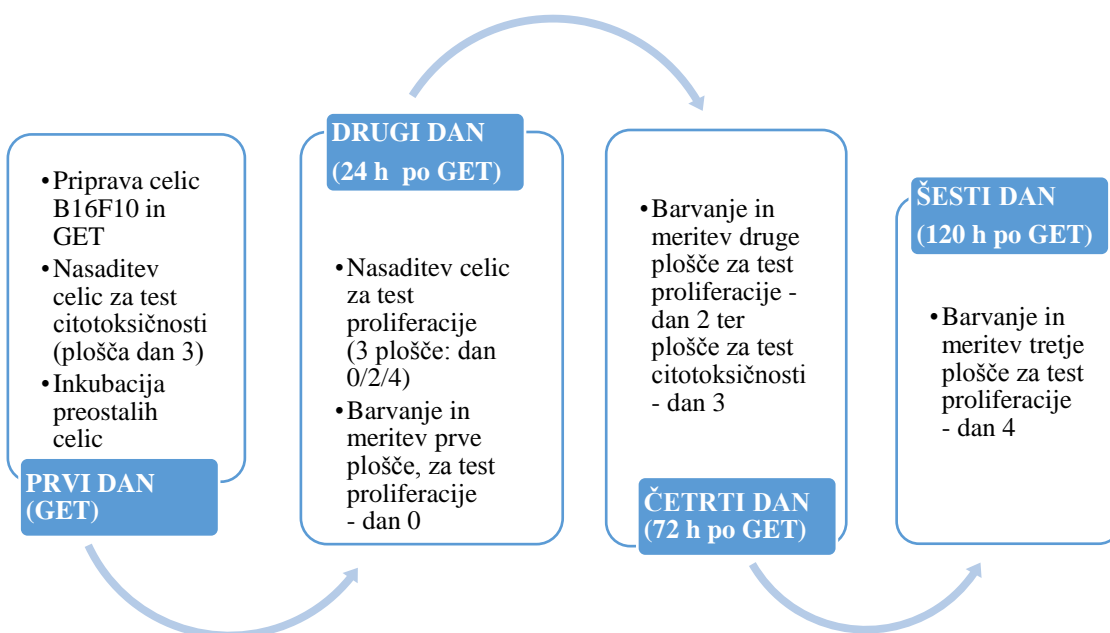 •Priprava celic
B16F10 in
GET
•Nasaditev
celic za test
citotoksičnosti
(plošča dan 3)
•Inkubacija
preostalih
celic
PRVI DAN
(GET)
DRUGI DAN
(24 h  po GET)
•Nasaditev celic
za test
proliferacije
(3 plošče: dan
0/2/4)
•Barvanje in
meritev prve
plošče, za test
proliferacije
- dan 0
•Barvanje in
meritev druge
plošče za test
proliferacije -
dan 2 ter
plošče za test
citotoksičnosti
- dan 3
ČETRTI DAN
(72 h po GET)
ŠESTI DAN
(120 h po GET)
•Barvanje in
meritev tretje
plošče za test
proliferacije
- dan 4